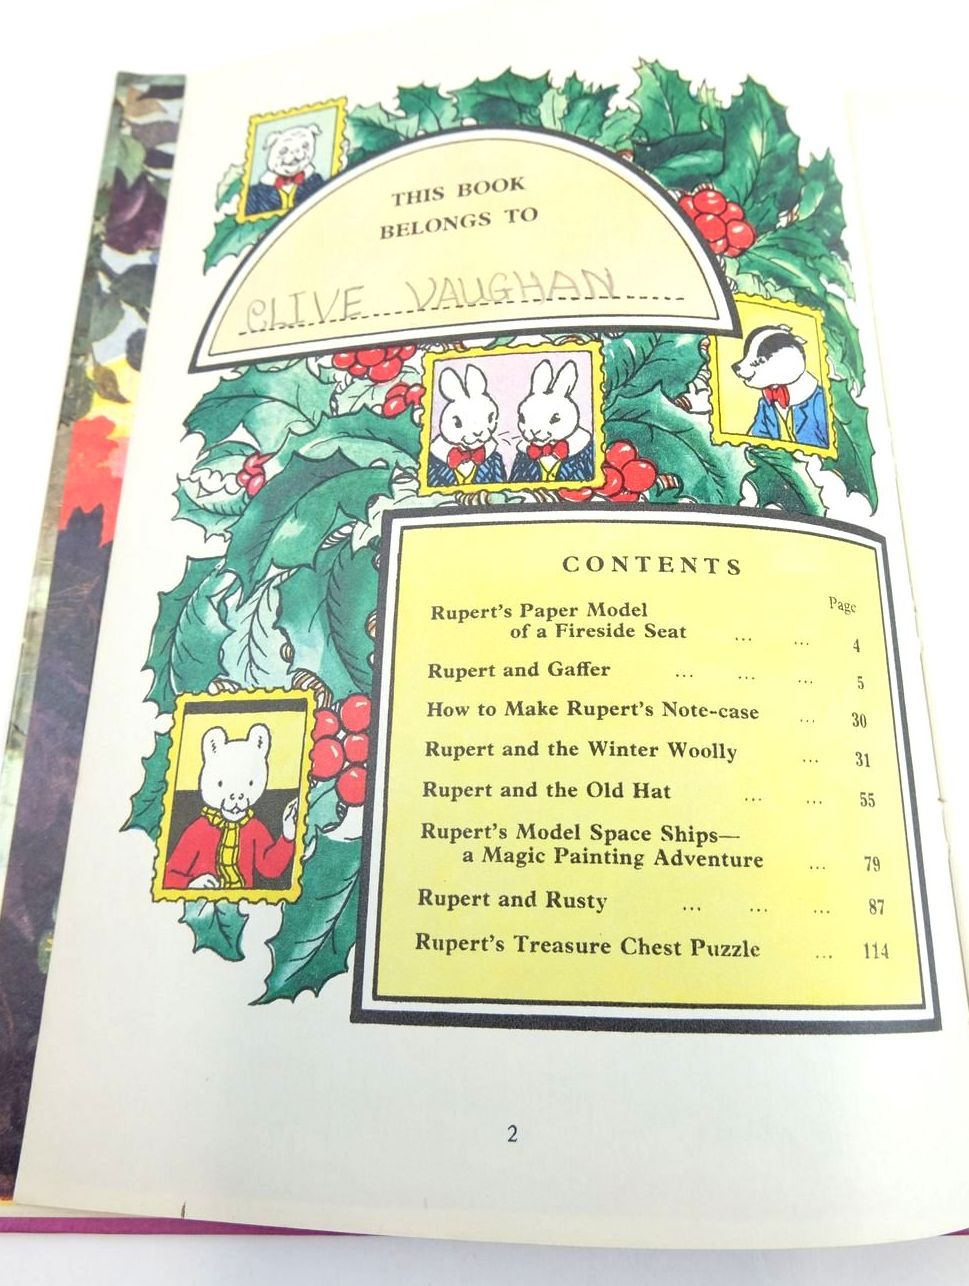 THIS BOOK
BELONGS TO
CLIVE VAUGHAN
CONTENTS
Page
Rupert's Paper Model
of a Fireside Seat ... ... 4
Rupert and Gaffer ... ... ... 5
How to Make Rupert's Note-case ... 30
Rupert and the Winter Woolly ... 31
Rupert and the Old Hat ... ... 55
Rupert's Model Space Ships—
a Magic Painting Adventure ... 79
Rupert and Rusty ... ... ... 87
Rupert's Treasure Chest Puzzle ... 114
2